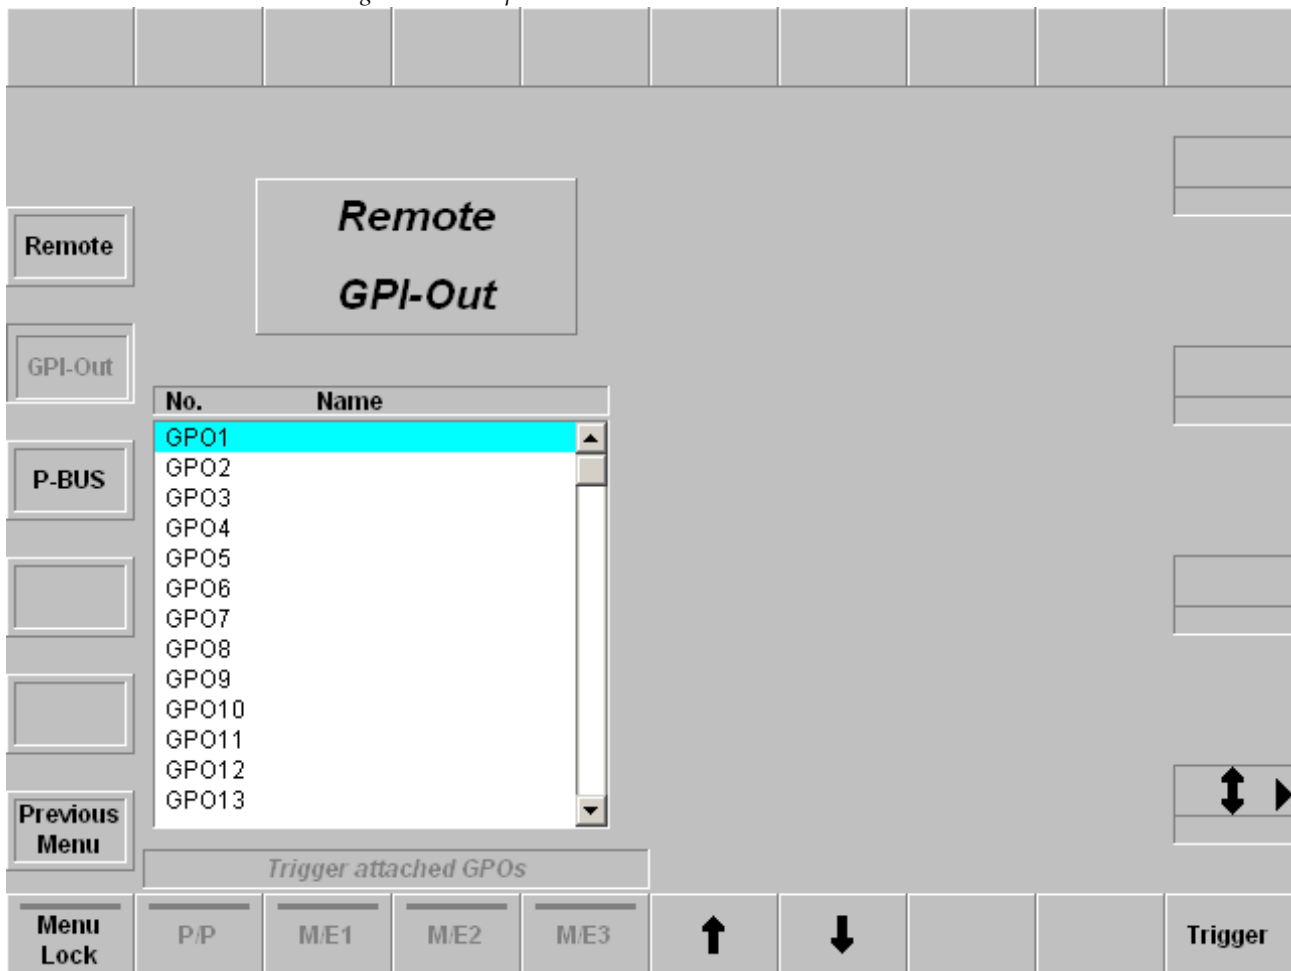 Remote
GPI-Out
Remote
GPI-Out
P-BUS
No. Name
GPO1
GPO2
GPO3
GPO4
GPO5
GPO6
GPO7
GPO8
GPO9
GPO10
GPO11
GPO12
GPO13
Previous
Menu
Trigger attached GPOs
Menu
Lock
P/P
M/E1
M/E2
M/E3
Trigger